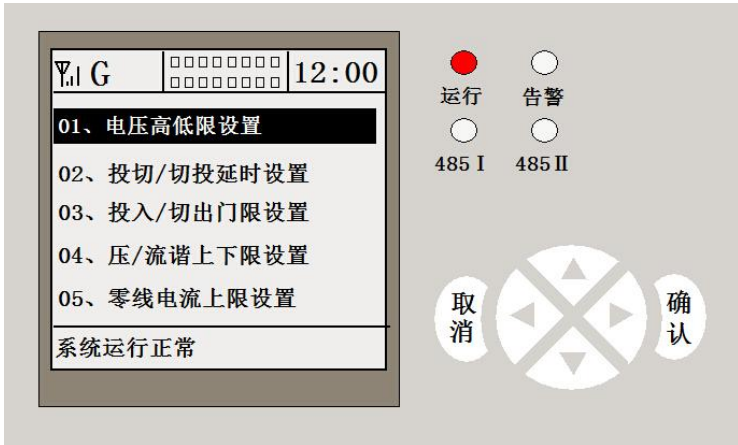 G 12:00
01、电压高低限设置
02、投切/切投延时设置
03、投入/切出门限设置
04、压/流谐上下限设置
05、零线电流上限设置
系统运行正常
运行 告警
485Ⅰ 485Ⅱ
取消
确认